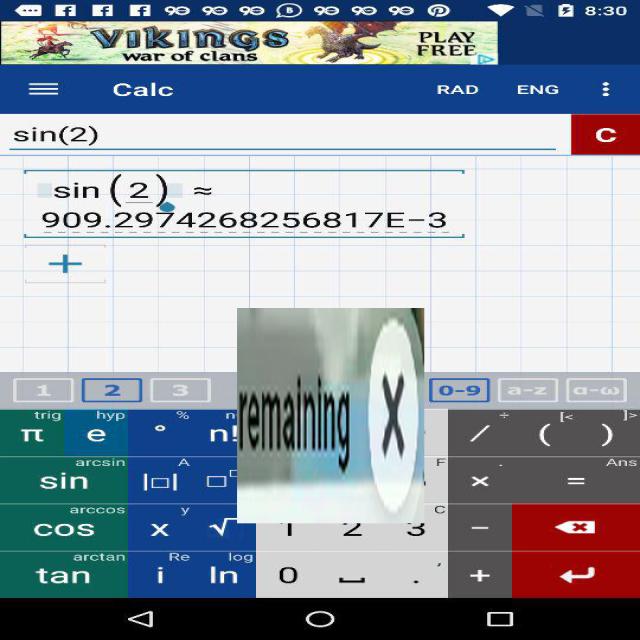 8:30
VIKINGS
war of clans
PLAY
FREE
Calc
RAD
ENG
sin(2)
C
sin(2) ≈
909.2974268256817E-3
+
1 2 3
0-9 a-z α-ω
trig hyp % ÷ [< ]>
π e ° n! / ( )
arcsin A F Ans
sin |□| × =
arccos y C
cos x √ 1 2 3 −
arctan Re log ,
tan i ln 0 . +
remaining X